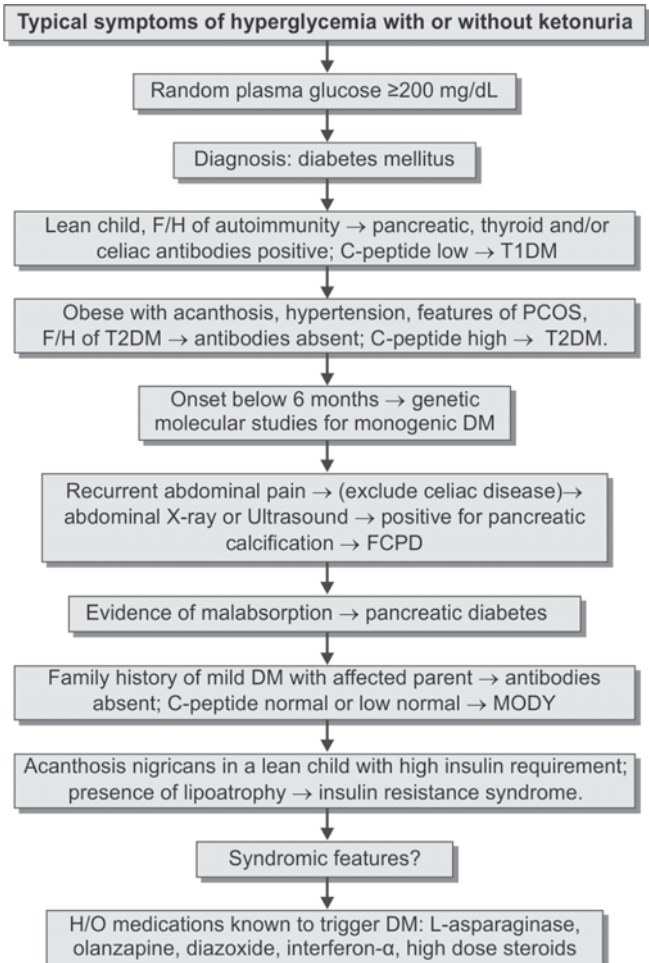 Typical symptoms of hyperglycemia with or without ketonuria
Random plasma glucose ≥200 mg/dL
Diagnosis: diabetes mellitus
Lean child, F/H of autoimmunity → pancreatic, thyroid and/or
celiac antibodies positive; C-peptide low → T1DM
Obese with acanthosis, hypertension, features of PCOS,
F/H of T2DM → antibodies absent; C-peptide high → T2DM.
Onset below 6 months → genetic
molecular studies for monogenic DM
Recurrent abdominal pain → (exclude celiac disease)→
abdominal X-ray or Ultrasound → positive for pancreatic
calcification → FCPD
Evidence of malabsorption → pancreatic diabetes
Family history of mild DM with affected parent → antibodies
absent; C-peptide normal or low normal → MODY
Acanthosis nigricans in a lean child with high insulin requirement;
presence of lipoatrophy → insulin resistance syndrome.
Syndromic features?
H/O medications known to trigger DM: L-asparaginase,
olanzapine, diazoxide, interferon-α, high dose steroids